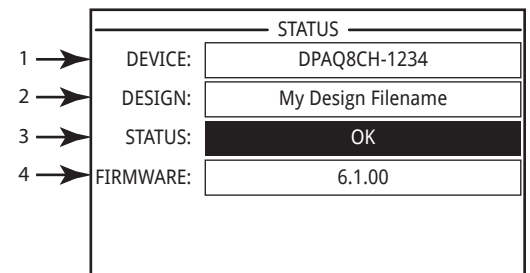 STATUS
1 DEVICE: DPAQ8CH-1234
2 DESIGN: My Design Filename
3 STATUS: OK
4 FIRMWARE: 6.1.00